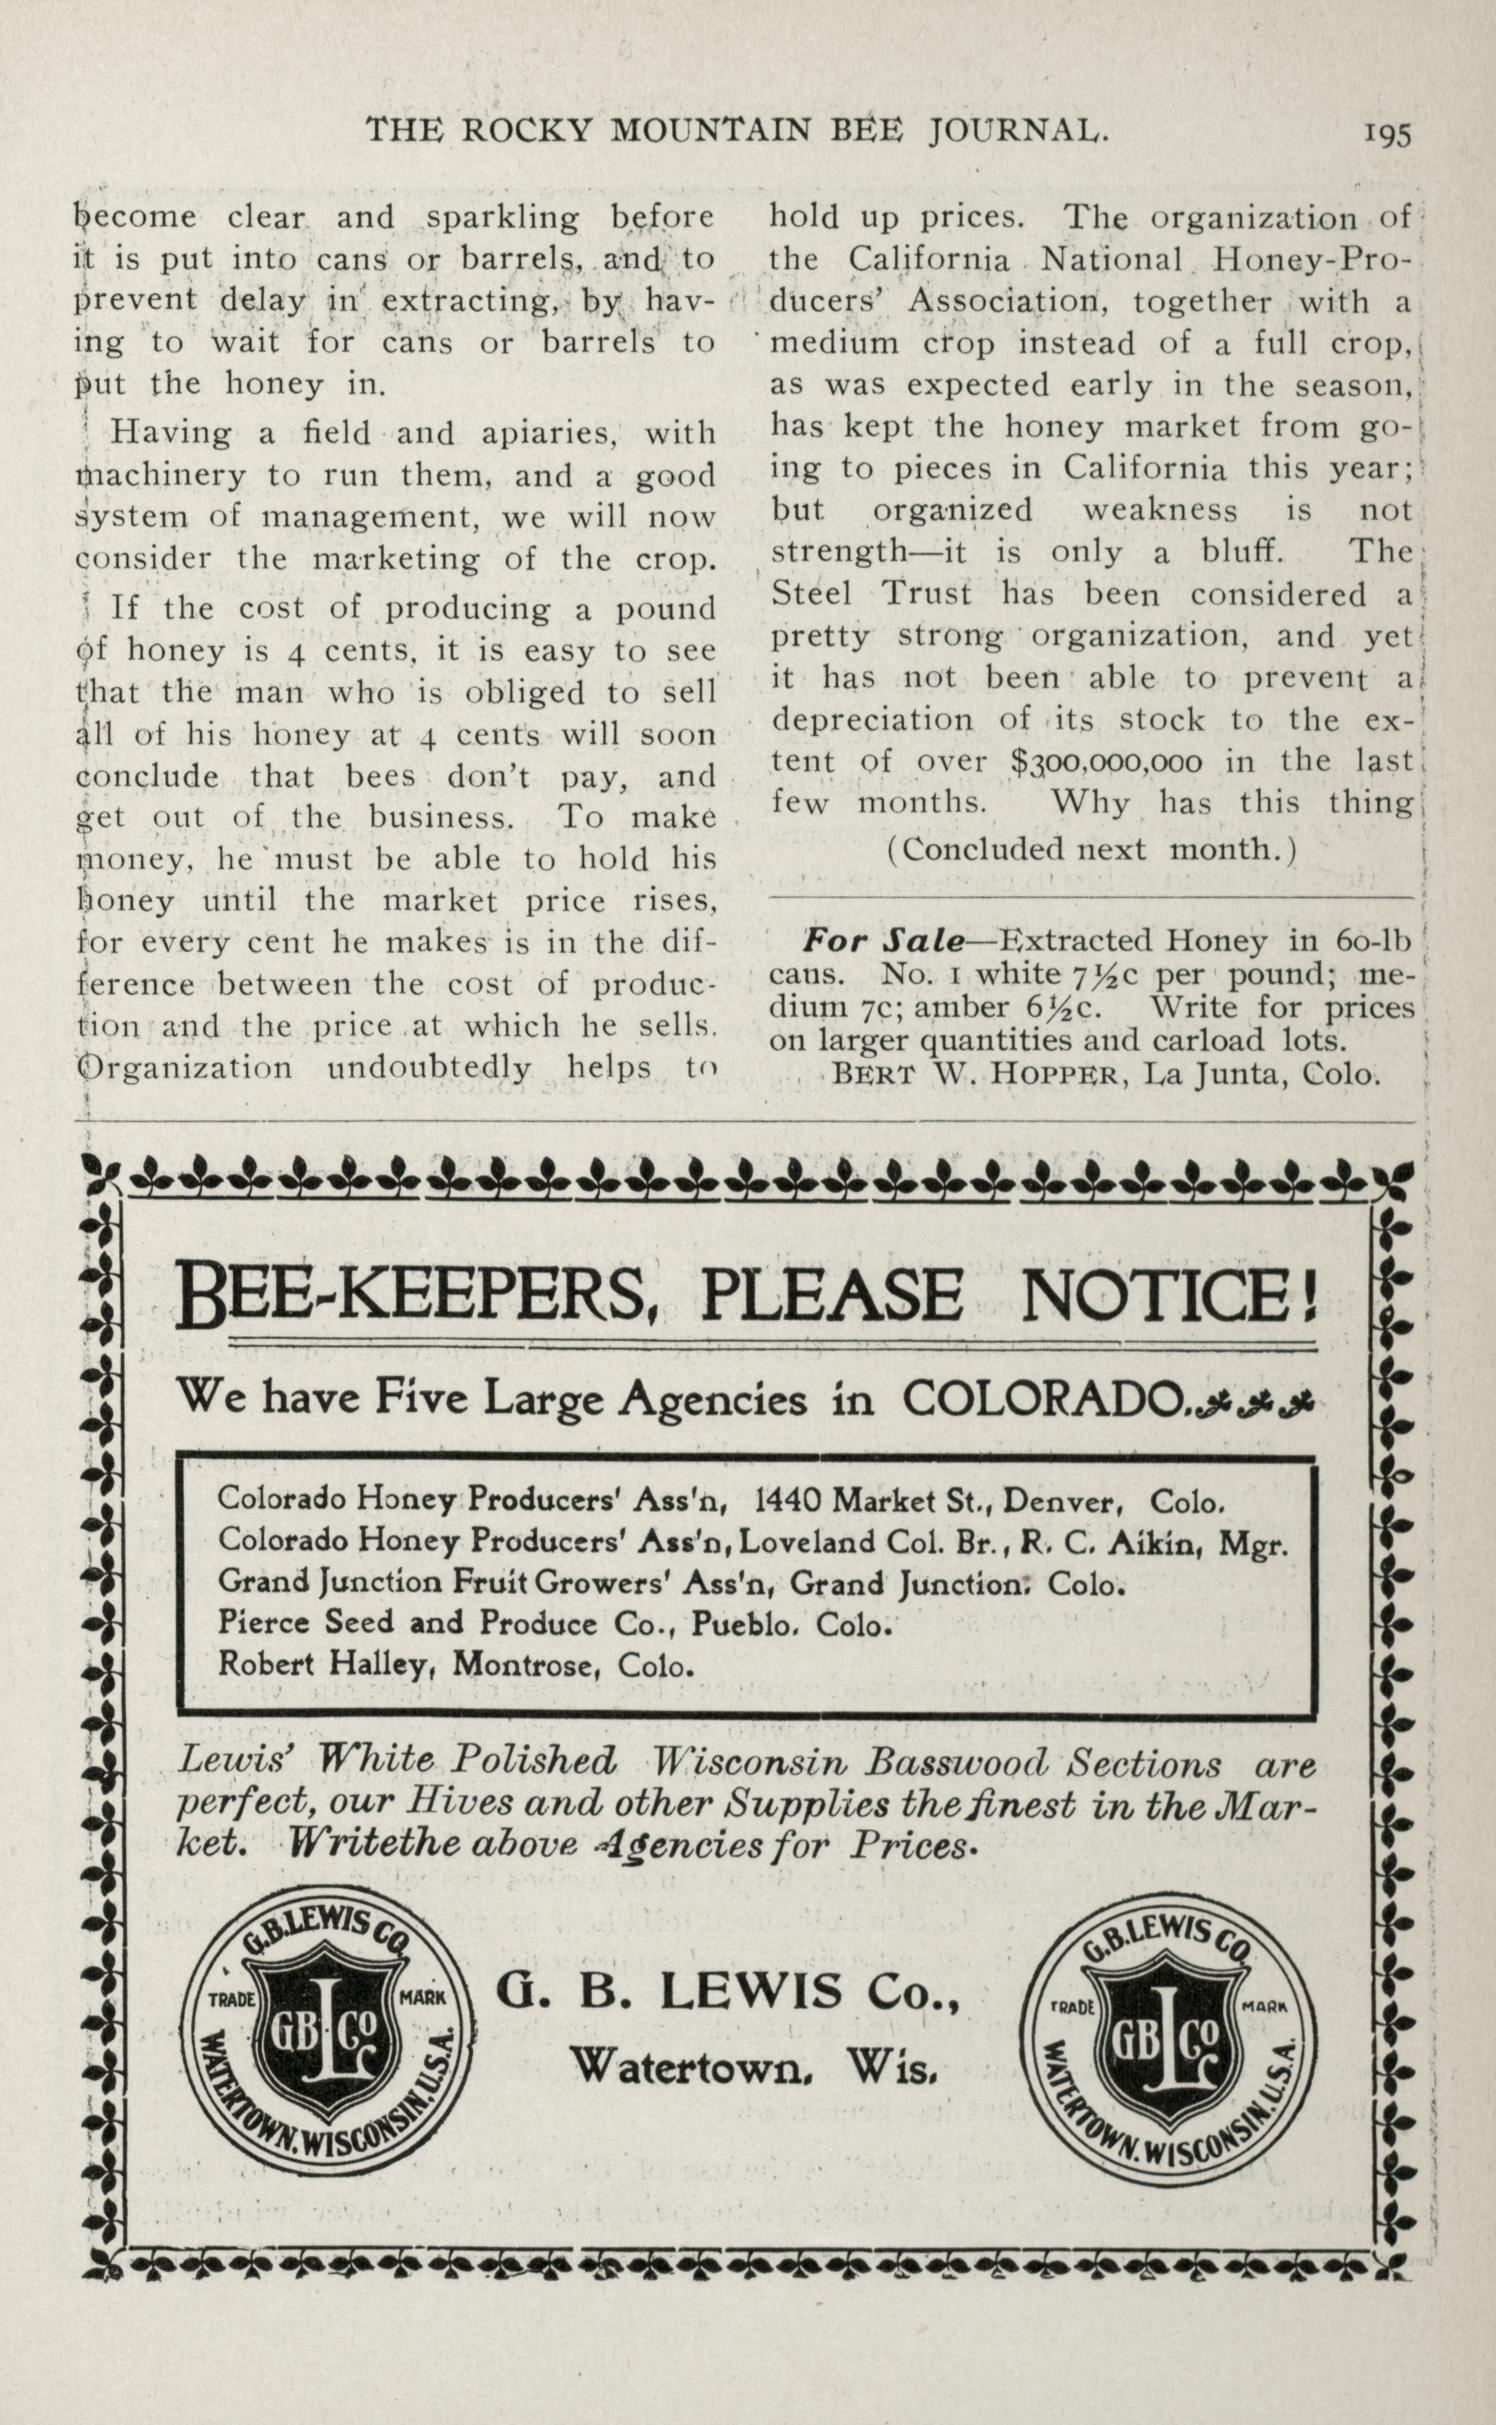 THE ROCKY MOUNTAIN BEE JOURNAL. 195
become clear and sparkling before
it is put into cans or barrels, and to
prevent delay in extracting, by hav-
ing to wait for cans or barrels to
put the honey in.
Having a field and apiaries, with
machinery to run them, and a good
system of management, we will now
consider the marketing of the crop.
If the cost of producing a pound
of honey is 4 cents, it is easy to see
that the man who is obliged to sell
all of his honey at 4 cents will soon
conclude that bees don't pay, and
get out of the business. To make
money, he must be able to hold his
honey until the market price rises,
for every cent he makes is in the dif-
ference between the cost of produc-
tion and the price at which he sells.
Organization undoubtedly helps to
hold up prices. The organization of
the California National Honey-Pro-
ducers' Association, together with a
medium crop instead of a full crop,
as was expected early in the season,
has kept the honey market from go-
ing to pieces in California this year;
but organized weakness is not
strength—it is only a bluff. The
Steel Trust has been considered a
pretty strong organization, and yet
it has not been able to prevent a
depreciation of its stock to the ex-
tent of over $300,000,000 in the last
few months. Why has this thing
(Concluded next month.)
For Sale—Extracted Honey in 60-lb
cans. No. 1 white 7½c per pound; me-
dium 7c; amber 6½c. Write for prices
on larger quantities and carload lots.
BERT W. HOPPER, La Junta, Colo.
BEE-KEEPERS, PLEASE NOTICE!
We have Five Large Agencies in COLORADO.
Colorado Honey Producers' Ass'n, 1440 Market St., Denver, Colo.
Colorado Honey Producers' Ass'n, Loveland Col. Br., R. C. Aikin, Mgr.
Grand Junction Fruit Growers' Ass'n, Grand Junction. Colo.
Pierce Seed and Produce Co., Pueblo. Colo.
Robert Halley, Montrose, Colo.
Lewis' White Polished Wisconsin Basswood Sections are
perfect, our Hives and other Supplies the finest in the Mar-
ket. Writethe above Agencies for Prices.
G.B.LEWIS CO.
TRADE MARK
GB L CO
WATERTOWN.WISCONSIN,U.S.A.
G. B. LEWIS Co.,
Watertown. Wis.
G.B.LEWIS CO.
TRADE MARK
GB L CO
WATERTOWN.WISCONSIN.U.S.A.